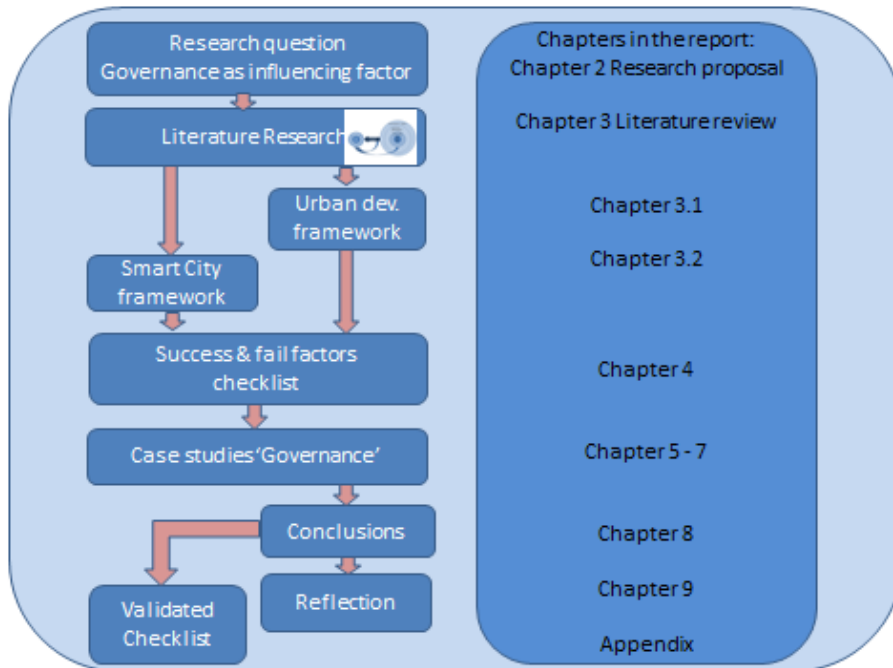 Research question
Governance as influencing factor
Literature Research
Urban dev.
framework
Smart City
framework
Success & fail factors
checklist
Case studies ‘Governance’
Conclusions
Reflection
Validated
Checklist
Chapters in the report:
Chapter 2 Research proposal
Chapter 3 Literature review
Chapter 3.1
Chapter 3.2
Chapter 4
Chapter 5 - 7
Chapter 8
Chapter 9
Appendix